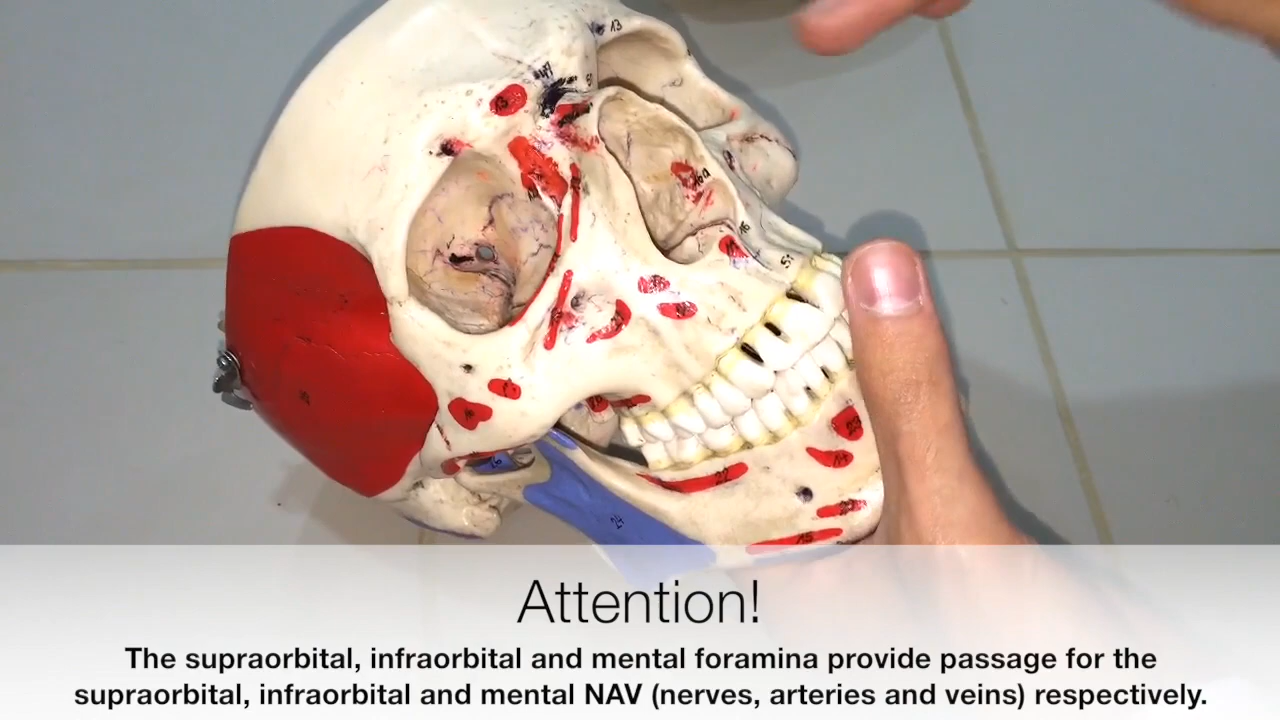 13
Attention!
The supraorbital, infraorbital and mental foramina provide passage for the
supraorbital, infraorbital and mental NAV (nerves, arteries and veins) respectively.